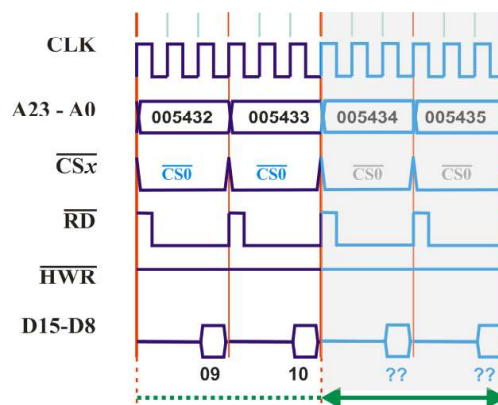 CLK
A23 - A0 005432 005433 005434 005435
CSx CS0 CS0 CS0 CS0
RD
HWR
D15-D8
09 10 ?? ??